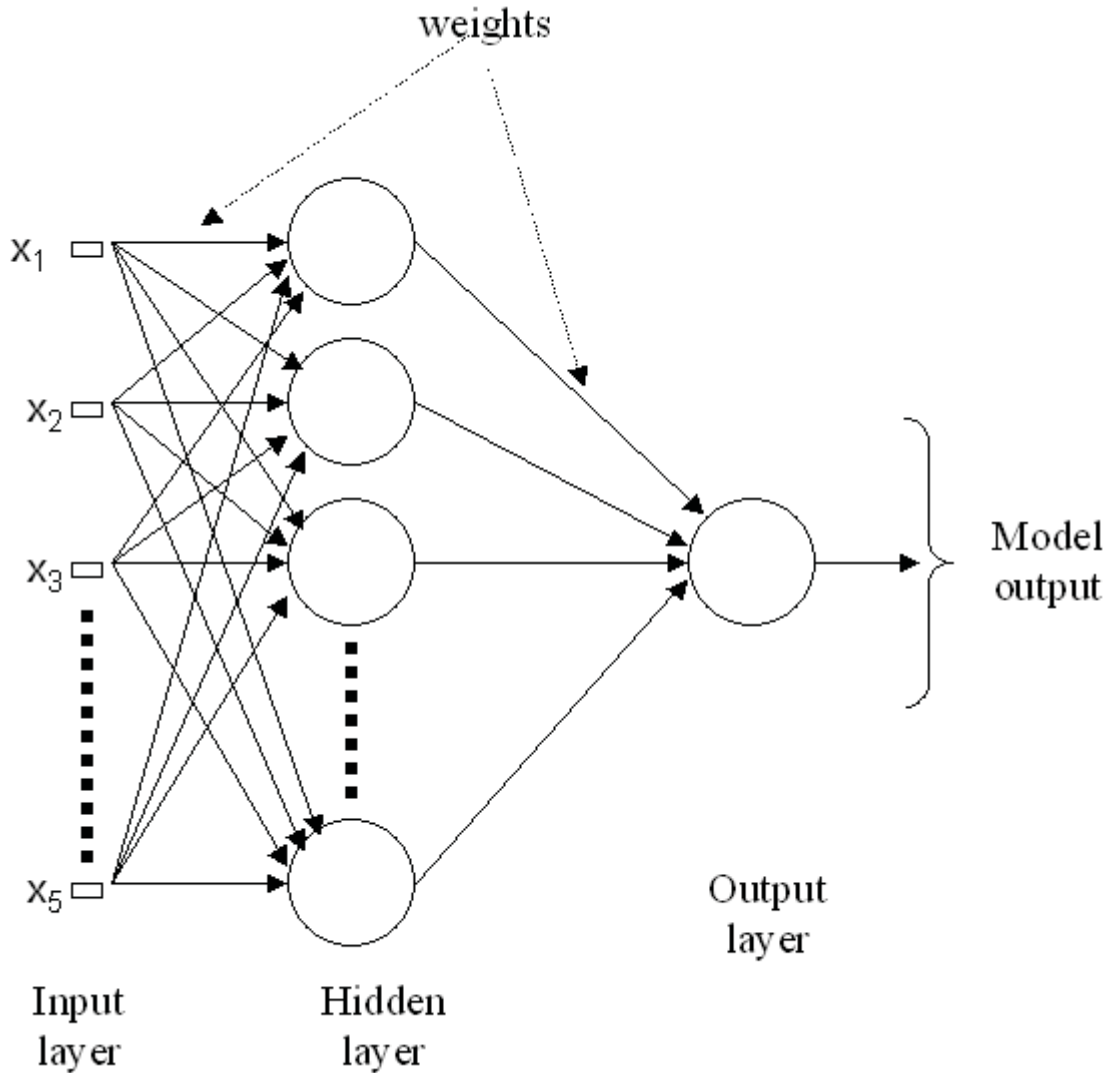 weights
x₁
x₂
x₃
x₅
Model
output
Output
layer
Input
layer
Hidden
layer